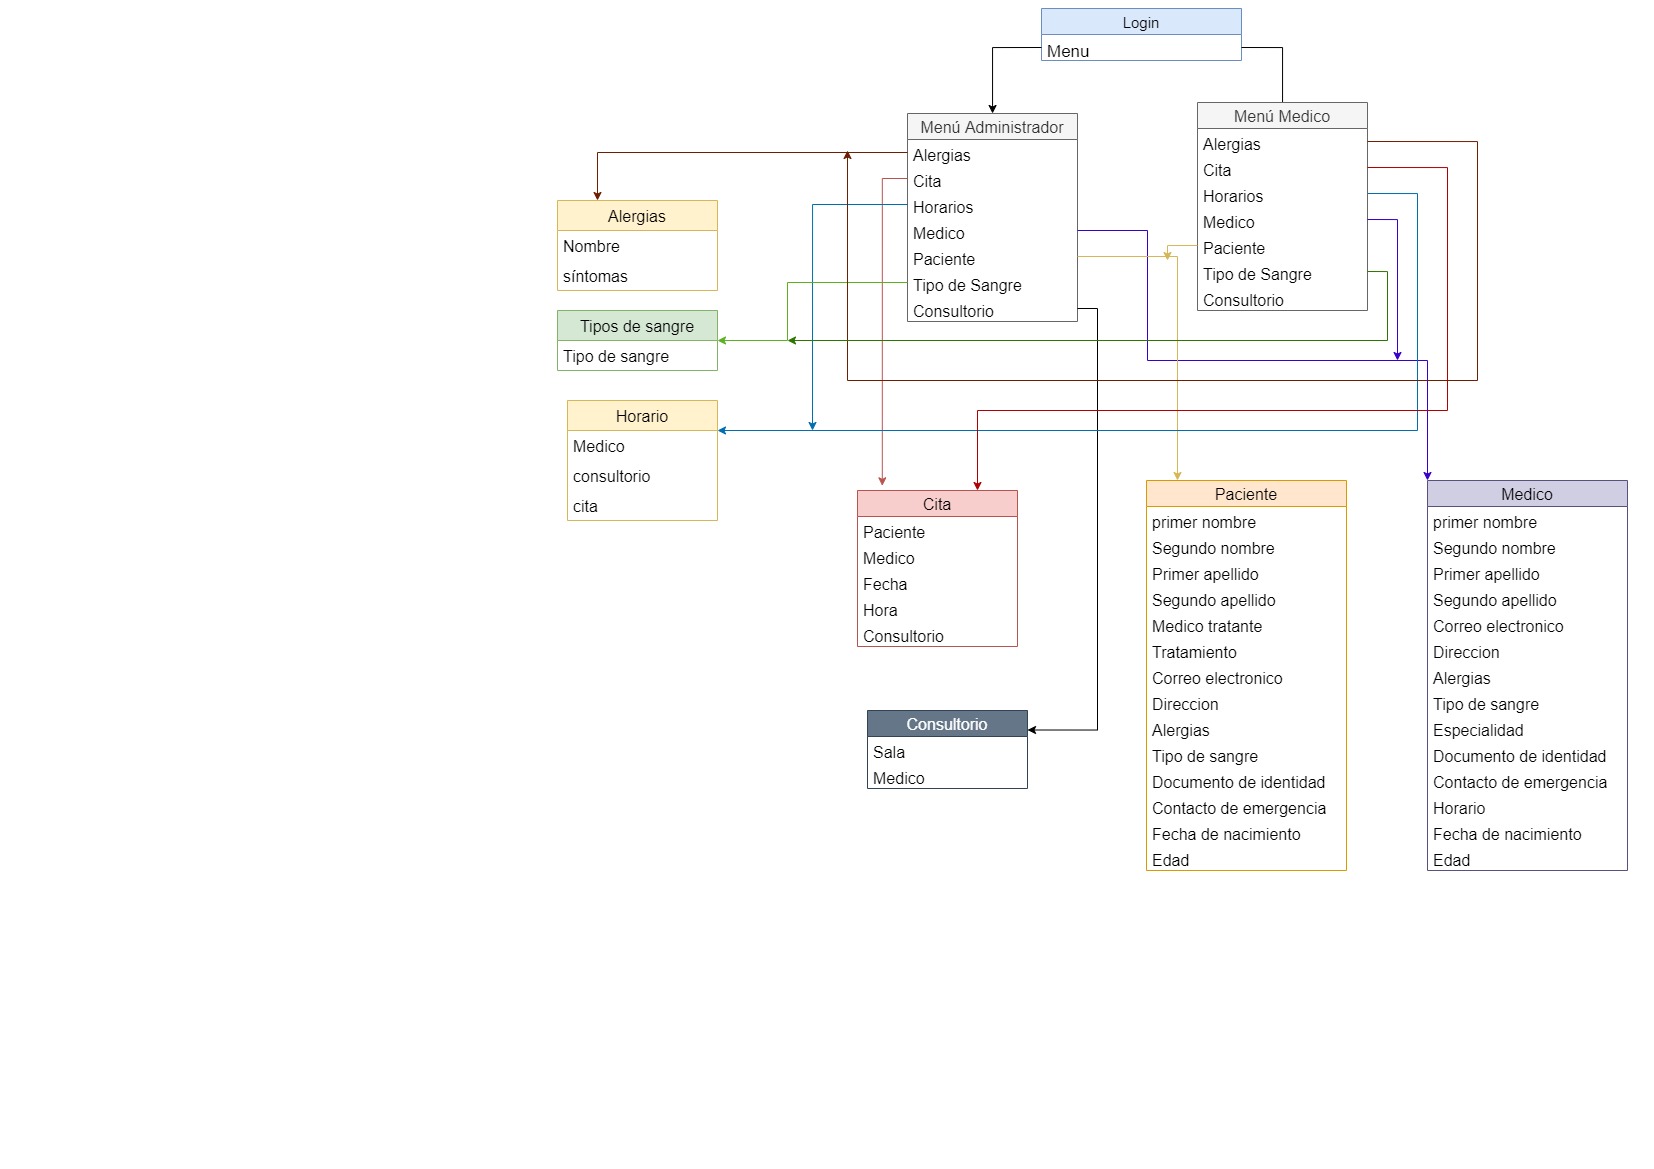 Login
Menu
Menú Administrador
Alergias
Cita
Horarios
Medico
Paciente
Tipo de Sangre
Consultorio
Menú Medico
Alergias
Cita
Horarios
Medico
Paciente
Tipo de Sangre
Consultorio
Alergias
Nombre
síntomas
Tipos de sangre
Tipo de sangre
Horario
Medico
consultorio
cita
Cita
Paciente
Medico
Fecha
Hora
Consultorio
Consultorio
Sala
Medico
Paciente
primer nombre
Segundo nombre
Primer apellido
Segundo apellido
Medico tratante
Tratamiento
Correo electronico
Direccion
Alergias
Tipo de sangre
Documento de identidad
Contacto de emergencia
Fecha de nacimiento
Edad
Medico
primer nombre
Segundo nombre
Primer apellido
Segundo apellido
Correo electronico
Direccion
Alergias
Tipo de sangre
Especialidad
Documento de identidad
Contacto de emergencia
Horario
Fecha de nacimiento
Edad